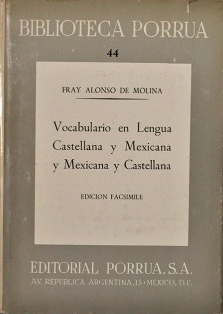 BIBLIOTECA PORRUA
44
FRAY ALONSO DE MOLINA
Vocabulario en Lengua
Castellana y Mexicana
y Mexicana y Castellana
EDICION FACSIMILE
EDITORIAL PORRUA, S.A.
AV. REPUBLICA ARGENTINA, 15 - MEXICO, D.F.